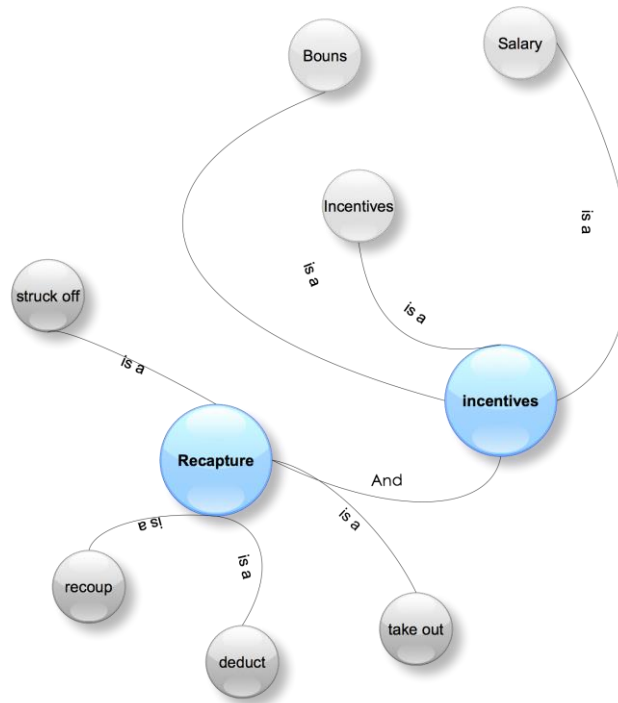 Bouns
Salary
Incentives
is a
is a
is a
struck off
is a
incentives
Recapture
And
is a
is a
is a
recoup
deduct
take out